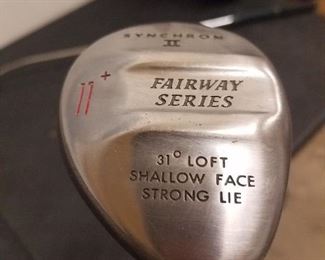 SYNCHRON
II
11+
FAIRWAY
SERIES
31° LOFT
SHALLOW FACE
STRONG LIE